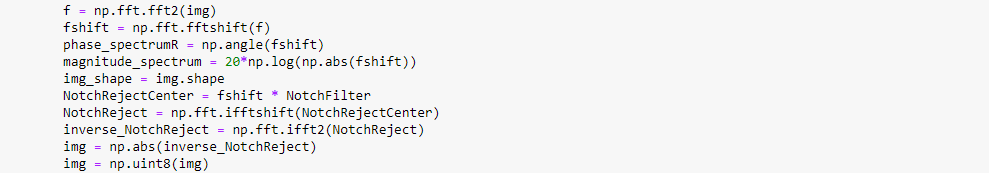 f = np.fft.fft2(img)
fshift = np.fft.fftshift(f)
phase_spectrumR = np.angle(fshift)
magnitude_spectrum = 20*np.log(np.abs(fshift))
img_shape = img.shape
NotchRejectCenter = fshift * NotchFilter
NotchReject = np.fft.ifftshift(NotchRejectCenter)
inverse_NotchReject = np.fft.ifft2(NotchReject)
img = np.abs(inverse_NotchReject)
img = np.uint8(img)